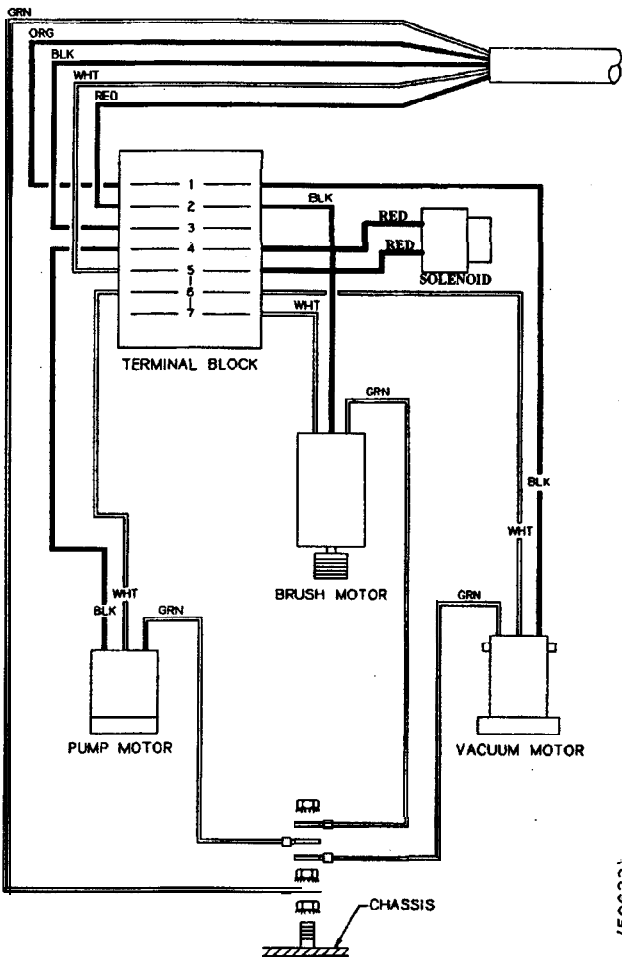 GRN
ORG
BLK
WHT
RED
1
2 BLK
3 RED
4
RED
5
SOLENOID
6
WHT
7
TERMINAL BLOCK
GRN
BLK
WHT
BRUSH MOTOR
WHT
BLK GRN
GRN
PUMP MOTOR
VACUUM MOTOR
CHASSIS